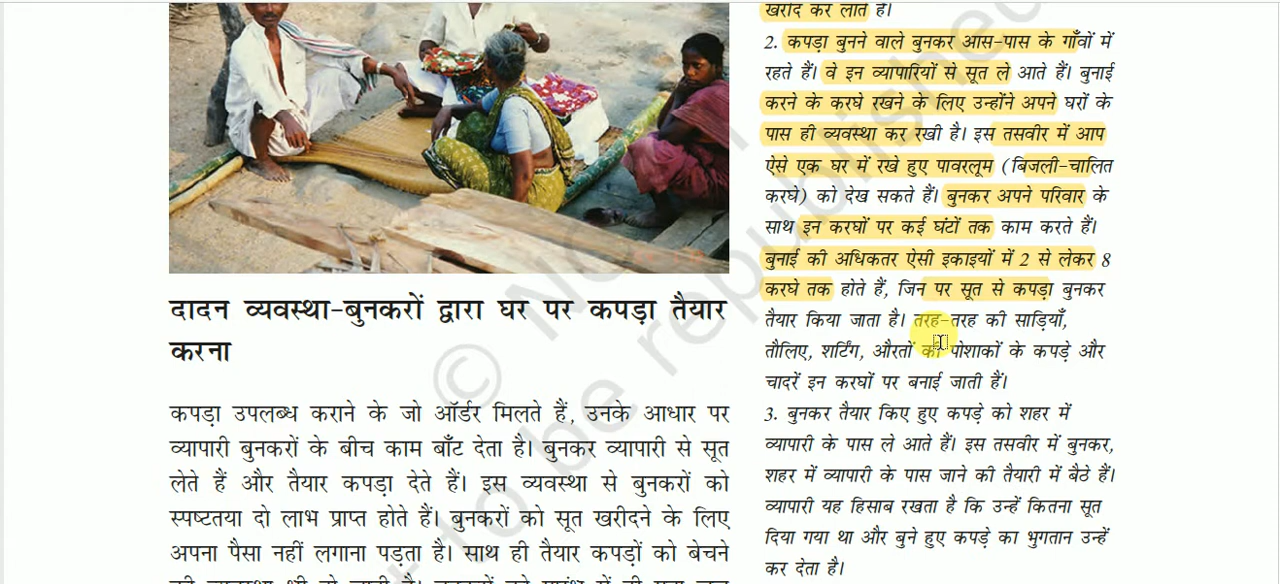 दादन व्यवस्था-बुनकरों द्वारा घर पर कपड़ा तैयार
करना
कपड़ा उपलब्ध कराने के जो ऑर्डर मिलते हैं, उनके आधार पर
व्यापारी बुनकरों के बीच काम बाँट देता है। बुनकर व्यापारी से सूत
लेते हैं और तैयार कपड़ा देते हैं। इस व्यवस्था से बुनकरों को
स्पष्टतया दो लाभ प्राप्त होते हैं। बुनकरों को सूत खरीदने के लिए
अपना पैसा नहीं लगाना पड़ता है। साथ ही तैयार कपड़ों को बेचने
खरीद कर लाते हैं।
2. कपड़ा बुनने वाले बुनकर आस-पास के गाँवों में
रहते हैं। वे इन व्यापारियों से सूत ले आते हैं। बुनाई
करने के करघे रखने के लिए उन्होंने अपने घरों के
पास ही व्यवस्था कर रखी है। इस तसवीर में आप
ऐसे एक घर में रखे हुए पावरलूम (बिजली-चालित
करघे) को देख सकते हैं। बुनकर अपने परिवार के
साथ इन करघों पर कई घंटों तक काम करते हैं।
बुनाई की अधिकतर ऐसी इकाइयों में 2 से लेकर 8
करघे तक होते हैं, जिन पर सूत से कपड़ा बुनकर
तैयार किया जाता है। तरह-तरह की साड़ियाँ,
तौलिए, शर्टिंग, औरतों की पोशाकों के कपड़े और
चादरें इन करघों पर बनाई जाती हैं।
3. बुनकर तैयार किए हुए कपड़े को शहर में
व्यापारी के पास ले आते हैं। इस तसवीर में बुनकर,
शहर में व्यापारी के पास जाने की तैयारी में बैठे हैं।
व्यापारी यह हिसाब रखता है कि उन्हें कितना सूत
दिया गया था और बुने हुए कपड़े का भुगतान उन्हें
कर देता है।